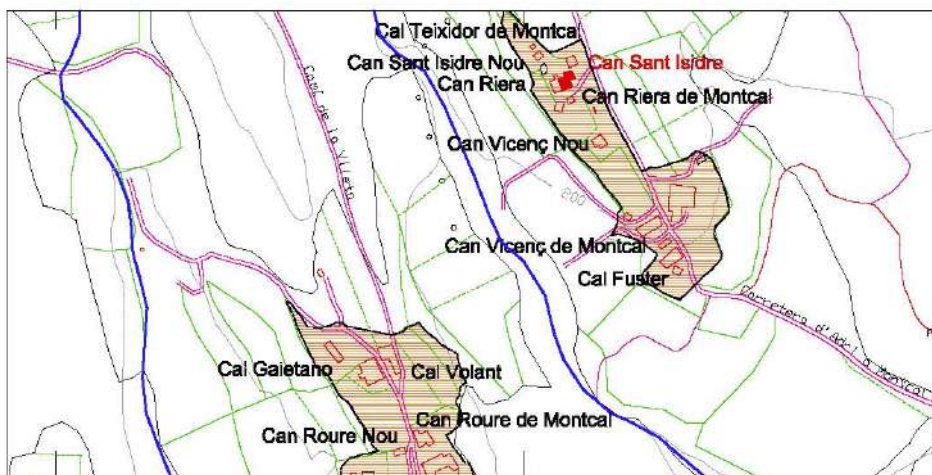 Cal Teixidor de Montcal
Can Sant Isidre Nou
Can Sant Isidre
Can Riera
Can Riera de Montcal
Can Vicenç Nou
200
Can Vicenç de Montcal
Cal Fuster
Cal Gaietano
Cal Volant
Can Roure de Montcal
Can Roure Nou